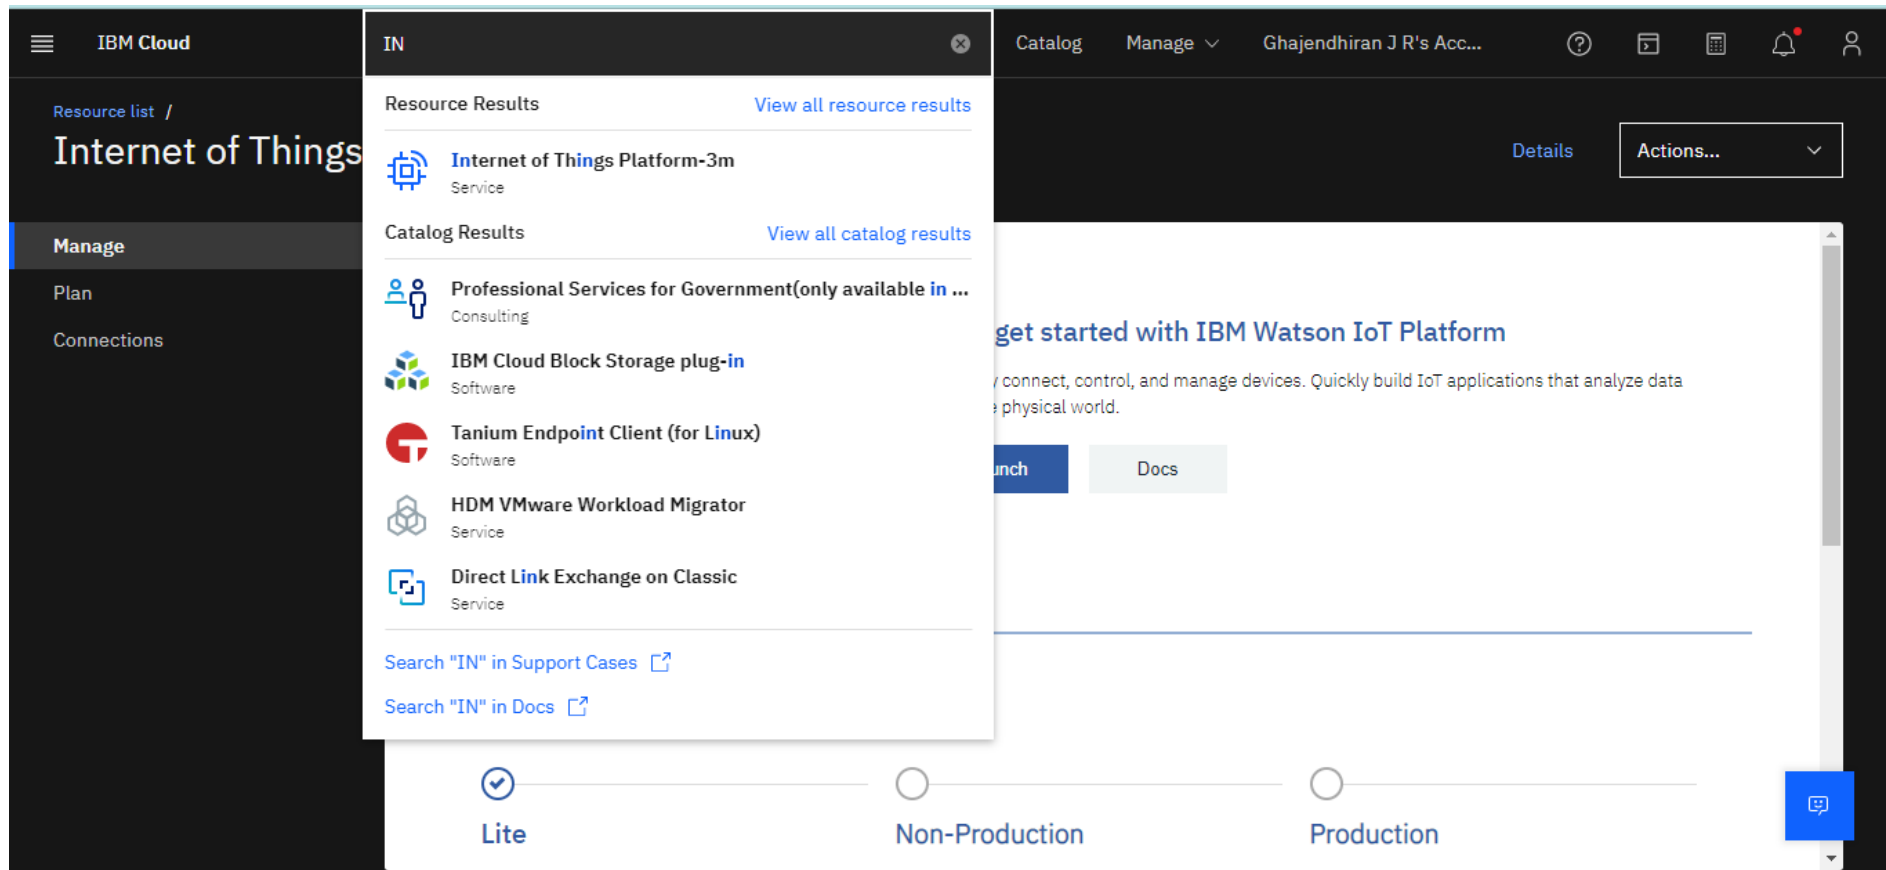 IBM Cloud
IN
Catalog
Manage
Ghajendhiran J R's Acc...
Resource list /
Internet of Things
Details
Actions...
Manage
Plan
Connections
Resource Results
View all resource results
Internet of Things Platform-3m
Service
Catalog Results
View all catalog results
Professional Services for Government(only available in ...
Consulting
IBM Cloud Block Storage plug-in
Software
Tanium Endpoint Client (for Linux)
Software
HDM VMware Workload Migrator
Service
Direct Link Exchange on Classic
Service
Search "IN" in Support Cases
Search "IN" in Docs
get started with IBM Watson IoT Platform
connect, control, and manage devices. Quickly build IoT applications that analyze data
physical world.
Docs
Lite
Non-Production
Production